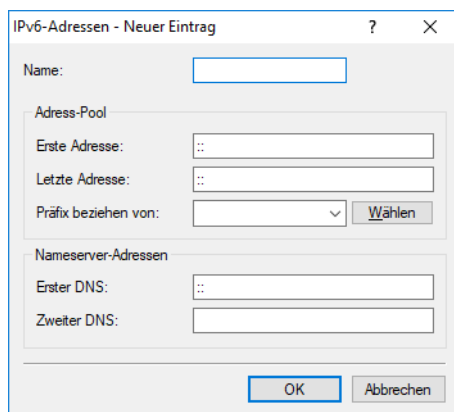 IPv6-Adressen - Neuer Eintrag ?
Name:
Adress-Pool
Erste Adresse: ::
Letzte Adresse: ::
Präfix beziehen von: Wählen
Nameserver-Adressen
Erster DNS: ::
Zweiter DNS:
OK Abbrechen